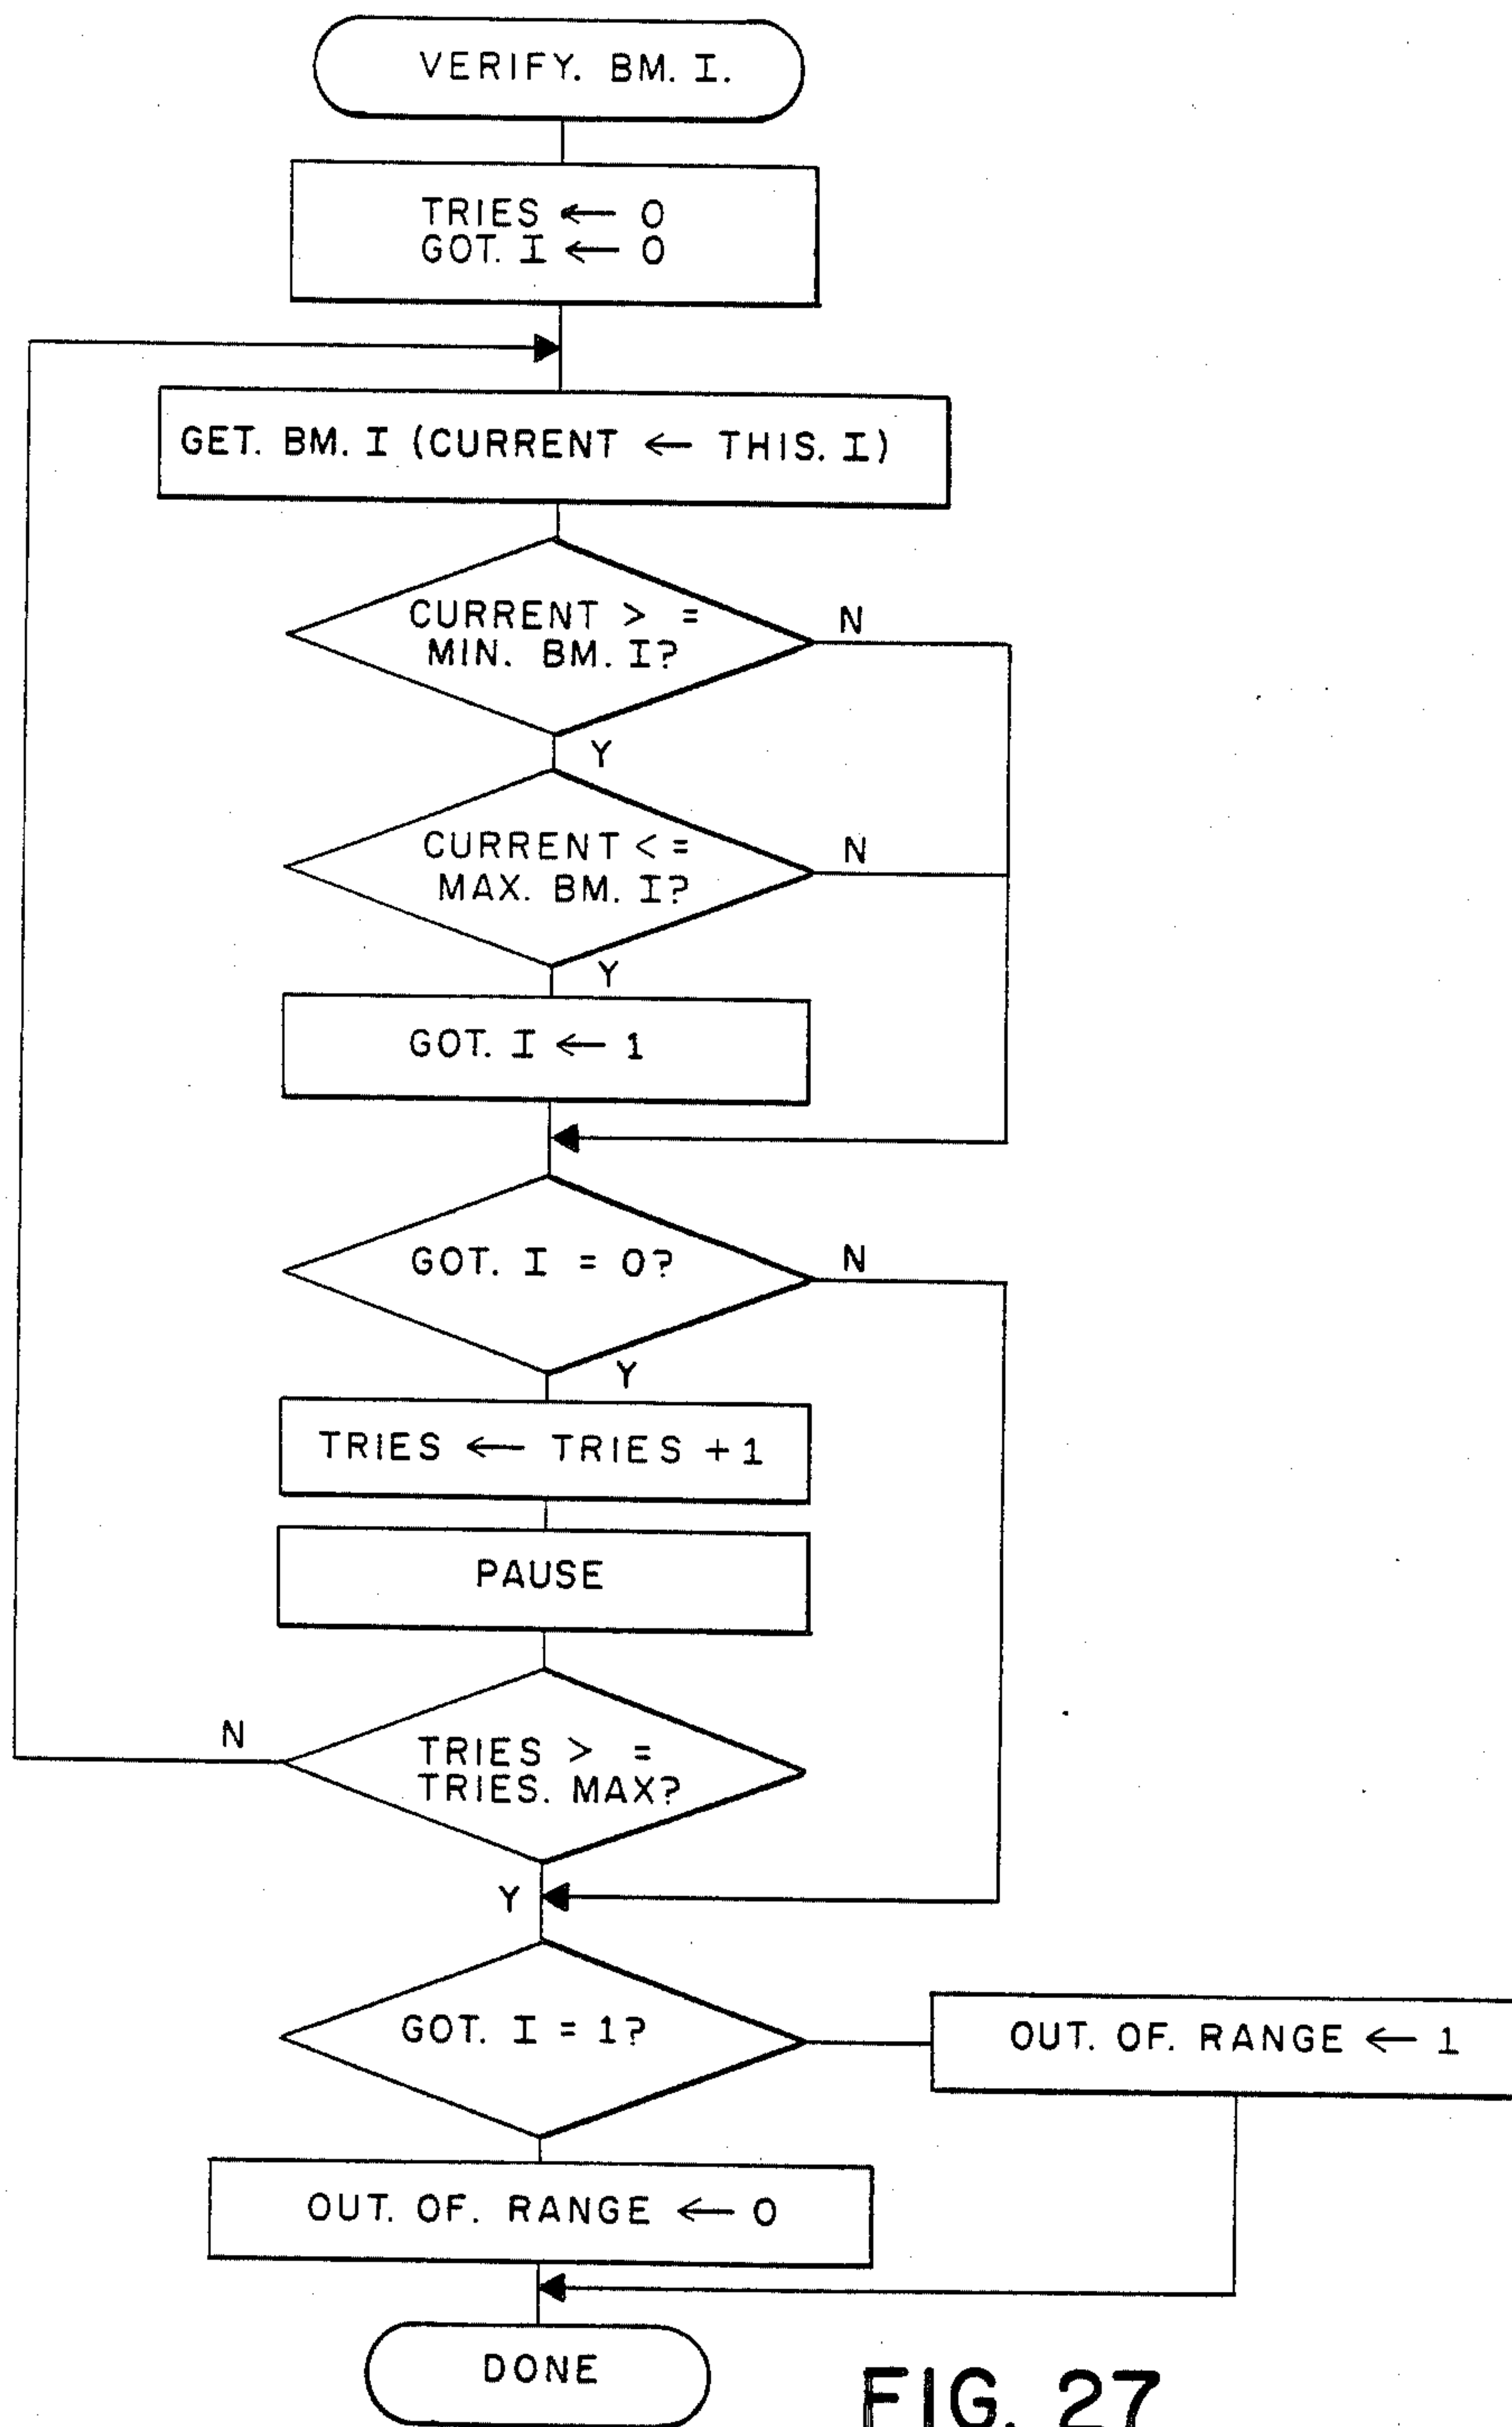 VERIFY. BM. I.
TRIES ← 0
GOT. I ← 0
GET. BM. I (CURRENT ← THIS. I)
CURRENT > =
MIN. BM. I?
N
Y
CURRENT < =
MAX. BM. I?
N
Y
GOT. I ← 1
GOT. I = 0?
N
Y
TRIES ← TRIES + 1
PAUSE
N
TRIES > =
TRIES. MAX?
Y
GOT. I = 1?
OUT. OF. RANGE ← 1
OUT. OF. RANGE ← 0
DONE
FIG. 27